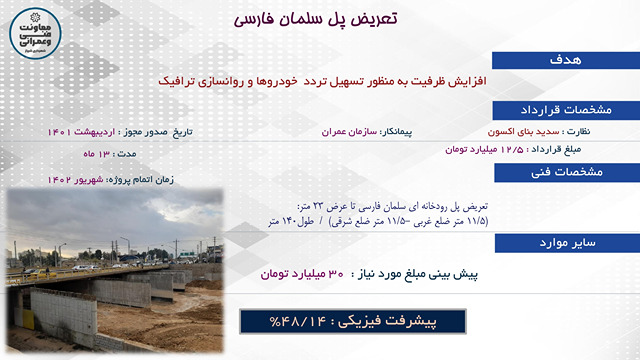 تعریض پل سلمان فارسی
معاونت
فنی
و عمرانی
شهرداری شیراز
هدف
افزایش ظرفیت به منظور تسهیل تردد خودروها و روانسازی ترافیک
مشخصات قرارداد
نظارت : سدید بنای اکسون
پیمانکار: سازمان عمران
تاریخ صدور مجوز : اردیبهشت ۱۴۰۱
مبلغ قرارداد : ۱۲/۵ میلیارد تومان
مدت : ۱۳ ماه
مشخصات فنی
زمان اتمام پروژه: شهریور ۱۴۰۲
تعریض پل رودخانه ای سلمان فارسی تا عرض ۲۳ متر:
(۱۱/۵ متر ضلع غربی -۱۱/۵ متر ضلع شرقی) / طول۱۴۰ متر
سایر موارد
پیش بینی مبلغ مورد نیاز : ۳۰ میلیارد تومان
پیشرفت فیزیکی : ۴۸/۱۴%